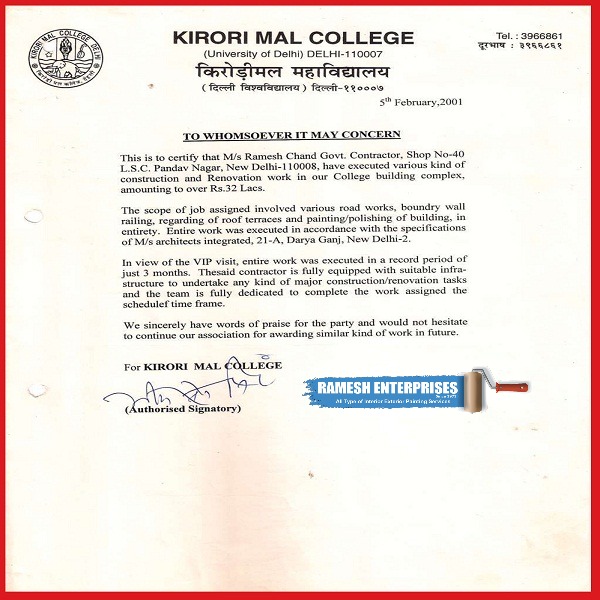 KIRORI MAL COLLEGE DELHI
KIRORI MAL COLLEGE
(University of Delhi) DELHI-110007
किरोड़ीमल महाविद्यालय
( दिल्ली विश्वविद्यालय ) दिल्ली-११०००७
Tel. : 3966861
दूरभाष : ३९६६८६१
5th February,2001
TO WHOMSOEVER IT MAY CONCERN
This is to certify that M/s Ramesh Chand Govt. Contractor, Shop No-40
L.S.C. Pandav Nagar, New Delhi-110008, have executed various kind of
construction and Renovation work in our College building complex,
amounting to over Rs.32 Lacs.
The scope of job assigned involved various road works, boundry wall
railing, regarding of roof terraces and painting/polishing of building, in
entirety. Entire work was executed in accordance with the specifications
of M/s architects integrated, 21-A, Darya Ganj, New Delhi-2.
In view of the VIP visit, entire work was executed in a record period of
just 3 months. Thesaid contractor is fully equipped with suitable infra-
structure to undertake any kind of major construction/renovation tasks
and the team is fully dedicated to complete the work assigned the
schedulef time frame.
We sincerely have words of praise for the party and would not hesitate
to continue our association for awarding similar kind of work in future.
For KIRORI MAL COLLEGE
(Authorised Signatory)
RAMESH ENTERPRISES
Since 1971
All Type of Interior Exterior Painting Services